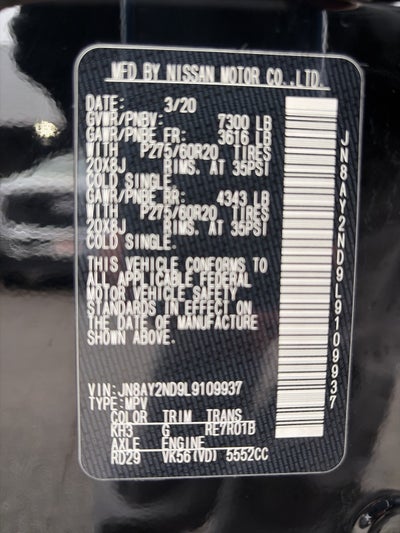 MFD BY NISSAN MOTOR CO.,LTD.
DATE: 3/20
GVWR/PNBV: 7300 LB
GAWR/PNBE FR: 3616 LB
WITH P275/60R20 TIRES
20X8J RIMS. AT 35PSI
COLD SINGLE.
GAWR/PNBE RR: 4343 LB
WITH P275/60R20 TIRES
20X8J RIMS. AT 35PSI
COLD SINGLE.
THIS VEHICLE CONFORMS TO
ALL APPLICABLE FEDERAL
MOTOR VEHICLE SAFETY
STANDARDS IN EFFECT ON
THE DATE OF MANUFACTURE
SHOWN ABOVE.
VIN: JN8AY2ND9L9109937
TYPE: MPV
COLOR TRIM TRANS
KH3 G RE7R01B
AXLE ENGINE
RD29 VK56(VD) 5552CC
JN8AY2ND9L9109937